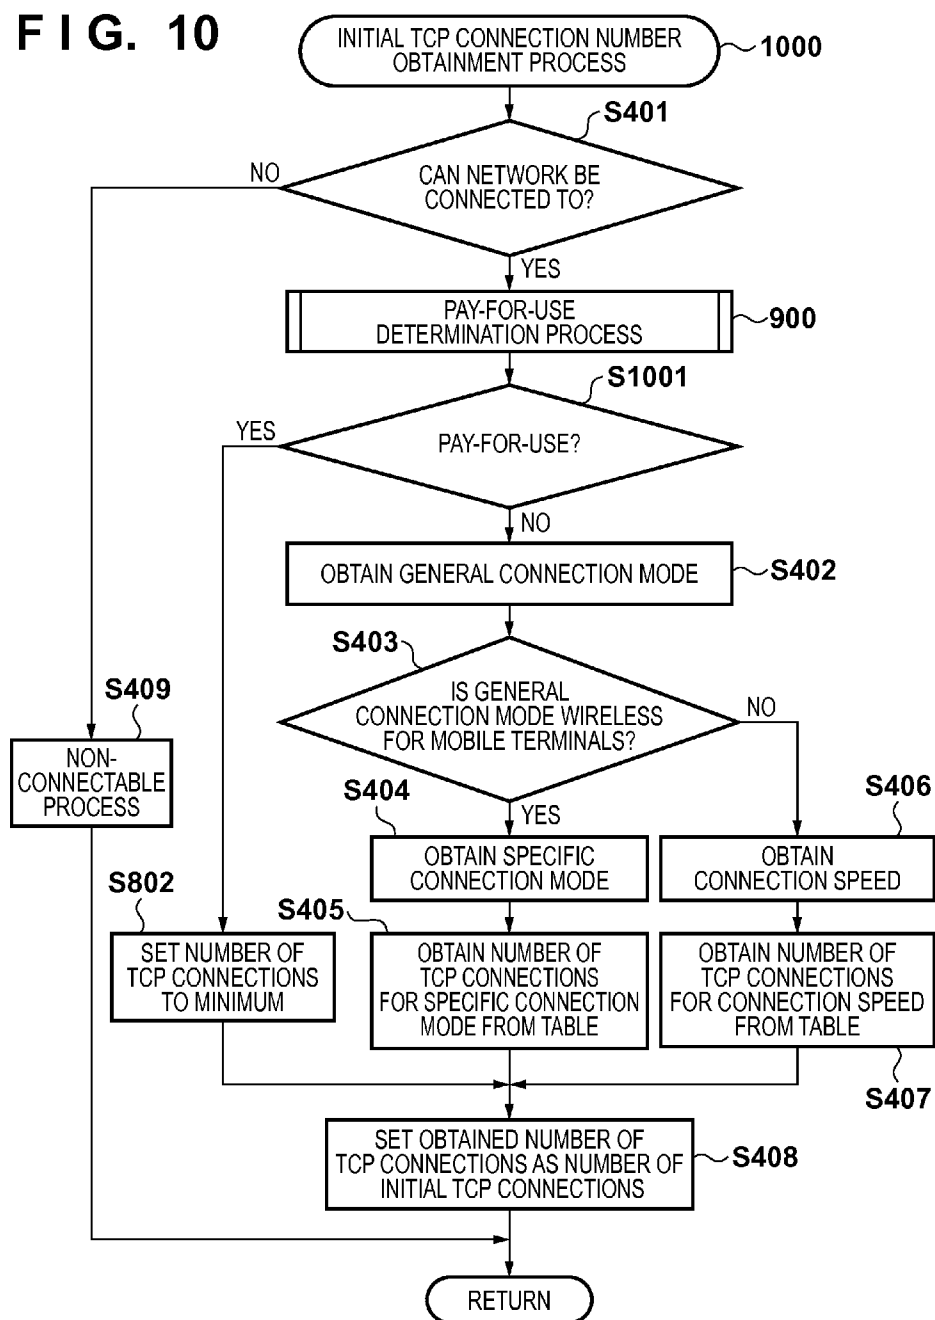 FIG. 10
INITIAL TCP CONNECTION NUMBER
OBTAINMENT PROCESS
1000
S401
CAN NETWORK BE
CONNECTED TO?
NO
YES
PAY-FOR-USE
DETERMINATION PROCESS
900
S1001
PAY-FOR-USE?
YES
NO
OBTAIN GENERAL CONNECTION MODE
S402
S403
IS GENERAL
CONNECTION MODE WIRELESS
FOR MOBILE TERMINALS?
NO
YES
S409
NON-
CONNECTABLE
PROCESS
S404
OBTAIN SPECIFIC
CONNECTION MODE
S406
OBTAIN
CONNECTION SPEED
S802
SET NUMBER OF
TCP CONNECTIONS
TO MINIMUM
S405
OBTAIN NUMBER OF
TCP CONNECTIONS
FOR SPECIFIC CONNECTION
MODE FROM TABLE
OBTAIN NUMBER OF
TCP CONNECTIONS
FOR CONNECTION SPEED
FROM TABLE
S407
SET OBTAINED NUMBER OF
TCP CONNECTIONS AS NUMBER OF
INITIAL TCP CONNECTIONS
S408
RETURN